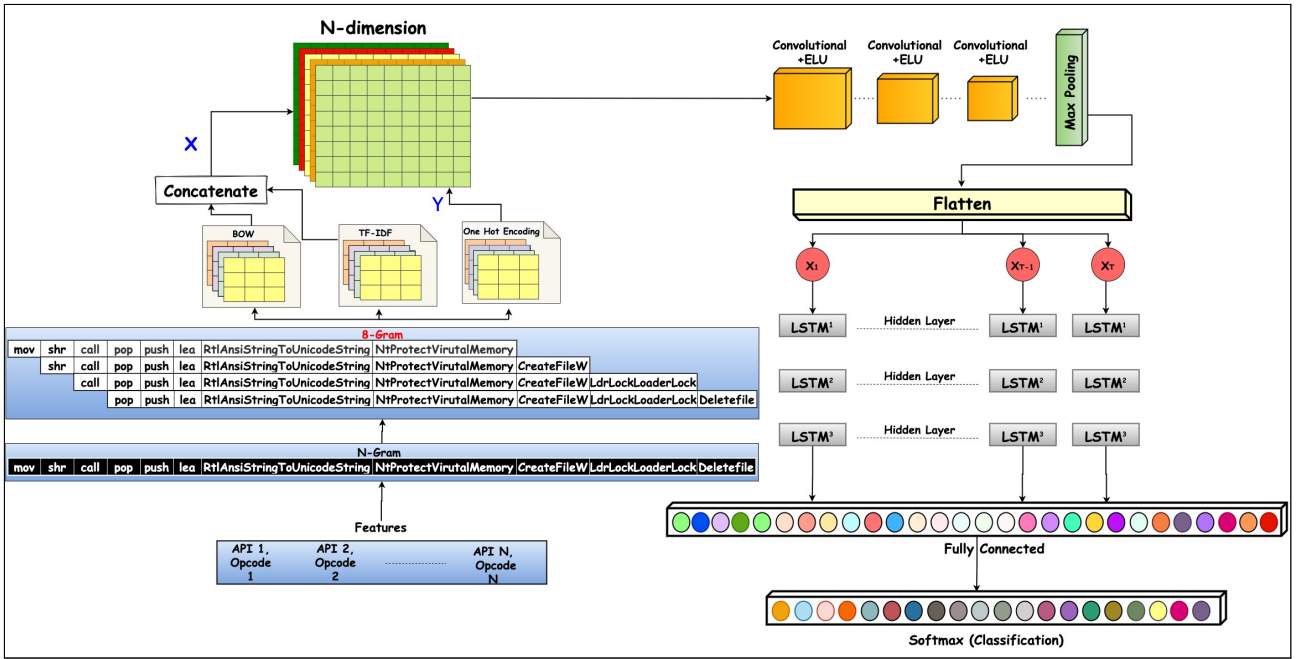 N-dimension
Convolutional
+ELU
Convolutional
+ELU
Convolutional
+ELU
Max Pooling
X
Concatenate
Y
BOW
TF-IDF
One Hot Encoding
Flatten
X1
XT-1
XT
LSTM¹
Hidden Layer
LSTM¹
LSTM¹
LSTM²
Hidden Layer
LSTM²
LSTM²
LSTM³
Hidden Layer
LSTM³
LSTM³
8-Gram
mov shr call pop push lea RtlAnsiStringToUnicodeString NtProtectVirutalMemory
shr call pop push lea RtlAnsiStringToUnicodeString NtProtectVirutalMemory CreateFileW
call pop push lea RtlAnsiStringToUnicodeString NtProtectVirutalMemory CreateFileW LdrLockLoaderLock
pop push lea RtlAnsiStringToUnicodeString NtProtectVirutalMemory CreateFileW LdrLockLoaderLock Deletefile
N-Gram
mov shr call pop push lea RtlAnsiStringToUnicodeString NtProtectVirutalMemory CreateFileW LdrLockLoaderLock Deletefile
Features
API 1,
Opcode
1
API 2,
Opcode
2
API N,
Opcode
N
Fully Connected
Softmax (Classification)